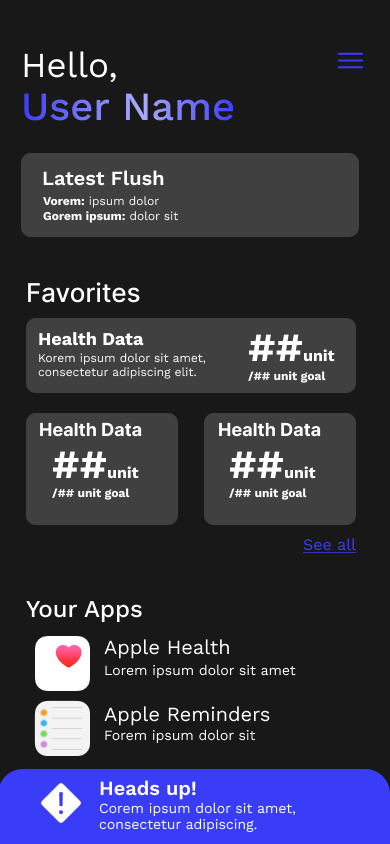 Hello,
User Name
Latest Flush
Vorem: ipsum dolor
Gorem ipsum: dolor sit
Favorites
Health Data
Korem ipsum dolor sit amet,
consectetur adipiscing elit.
##unit
/## unit goal
Health Data
##unit
/## unit goal
Health Data
##unit
/## unit goal
See all
Your Apps
Apple Health
Lorem ipsum dolor sit amet
Apple Reminders
Forem ipsum dolor sit
Heads up!
Corem ipsum dolor sit amet,
consectetur adipiscing.